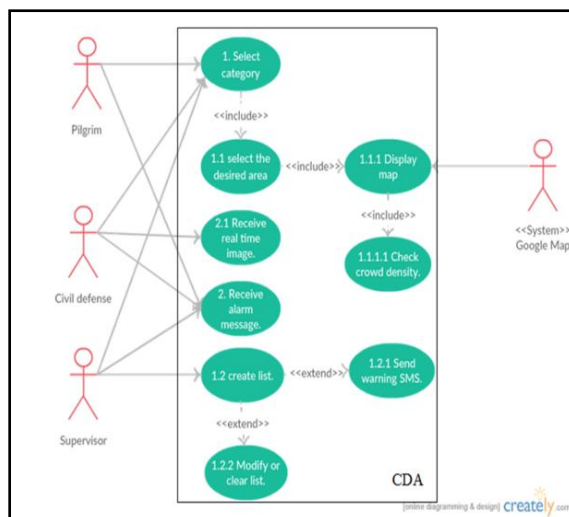 1. Select
category
Pilgrim
<<include>>
1.1 select the
desired area
<<include>>
1.1.1 Display
map
<<include>>
<<System>>
Google Map
2.1 Receive
real time
image.
1.1.1.1 Check
crowd density.
Civil defense
2. Receive
alarm
message.
1.2 create list.
<<extend>>
1.2.1 Send
warning SMS.
Supervisor
<<extend>>
1.2.2 Modify or
clear list.
CDA
[online diagramming & design] creately.com